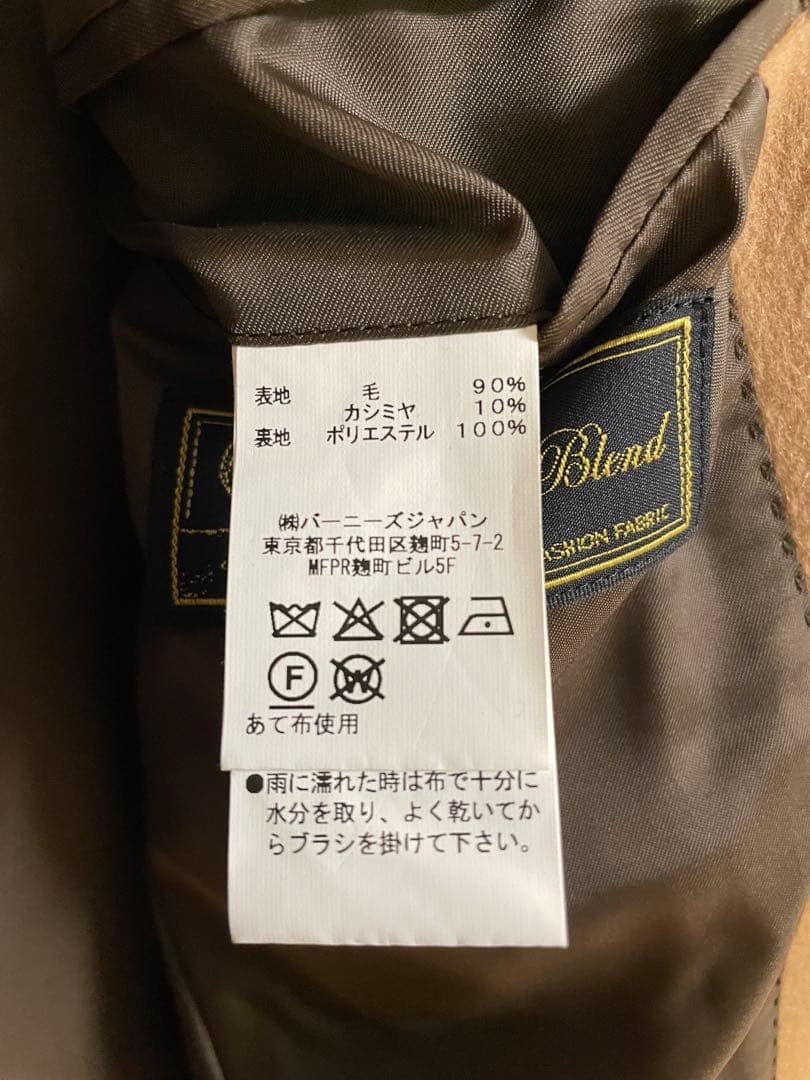 表地 毛 90%
カシミヤ 10%
裏地 ポリエステル 100%
㈱バーニーズジャパン
東京都千代田区麹町5-7-2
MFPR麹町ビル5F
F
W
あて布使用
●雨に濡れた時は布で十分に
水分を取り、よく乾いてか
らブラシを掛けて下さい。
Blend
FASHION FABRIC